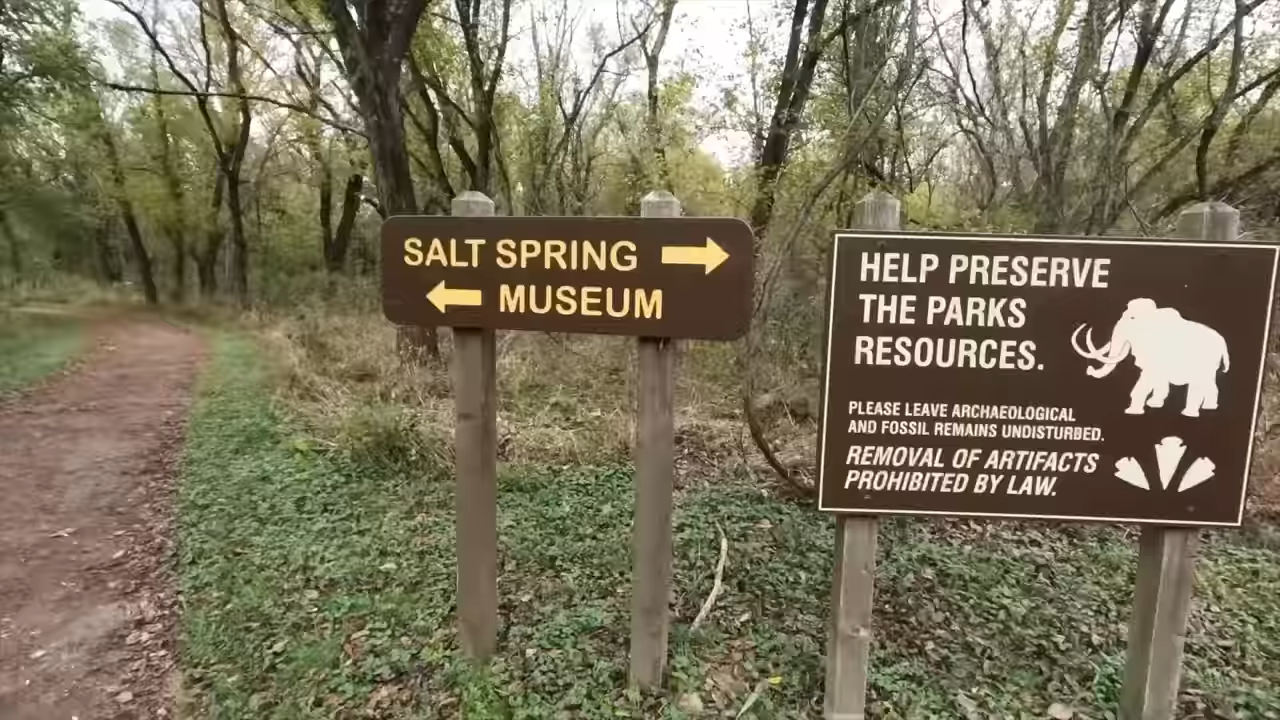 SALT SPRING
MUSEUM
HELP PRESERVE
THE PARKS
RESOURCES.
PLEASE LEAVE ARCHAEOLOGICAL
AND FOSSIL REMAINS UNDISTURBED.
REMOVAL OF ARTIFACTS
PROHIBITED BY LAW.